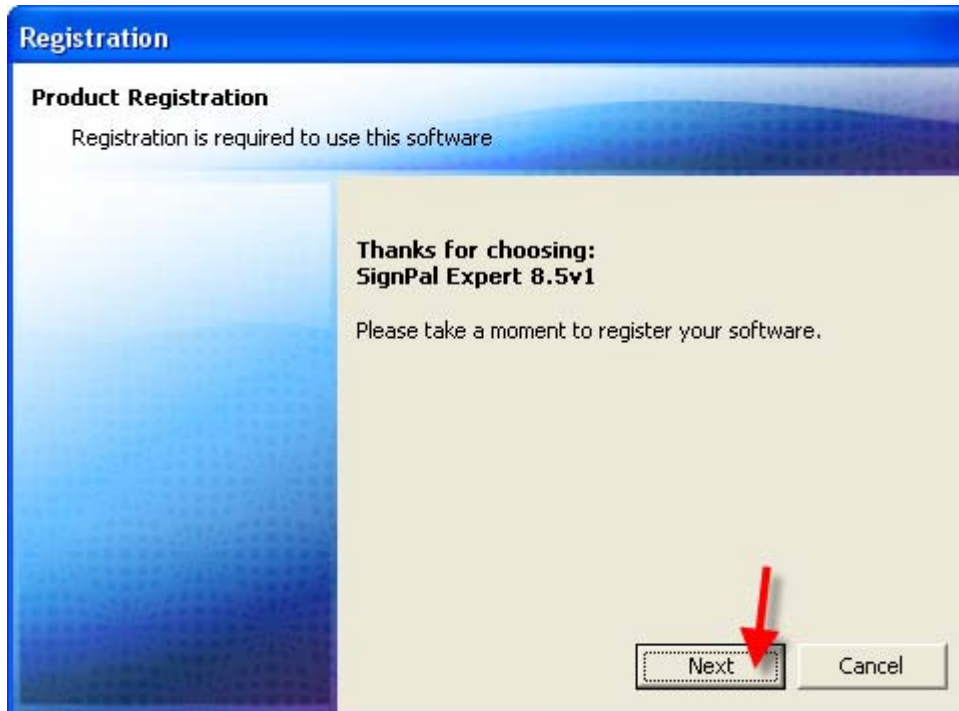 Registration
Product Registration
Registration is required to use this software
Thanks for choosing:
SignPal Expert 8.5v1
Please take a moment to register your software.
Next
Cancel